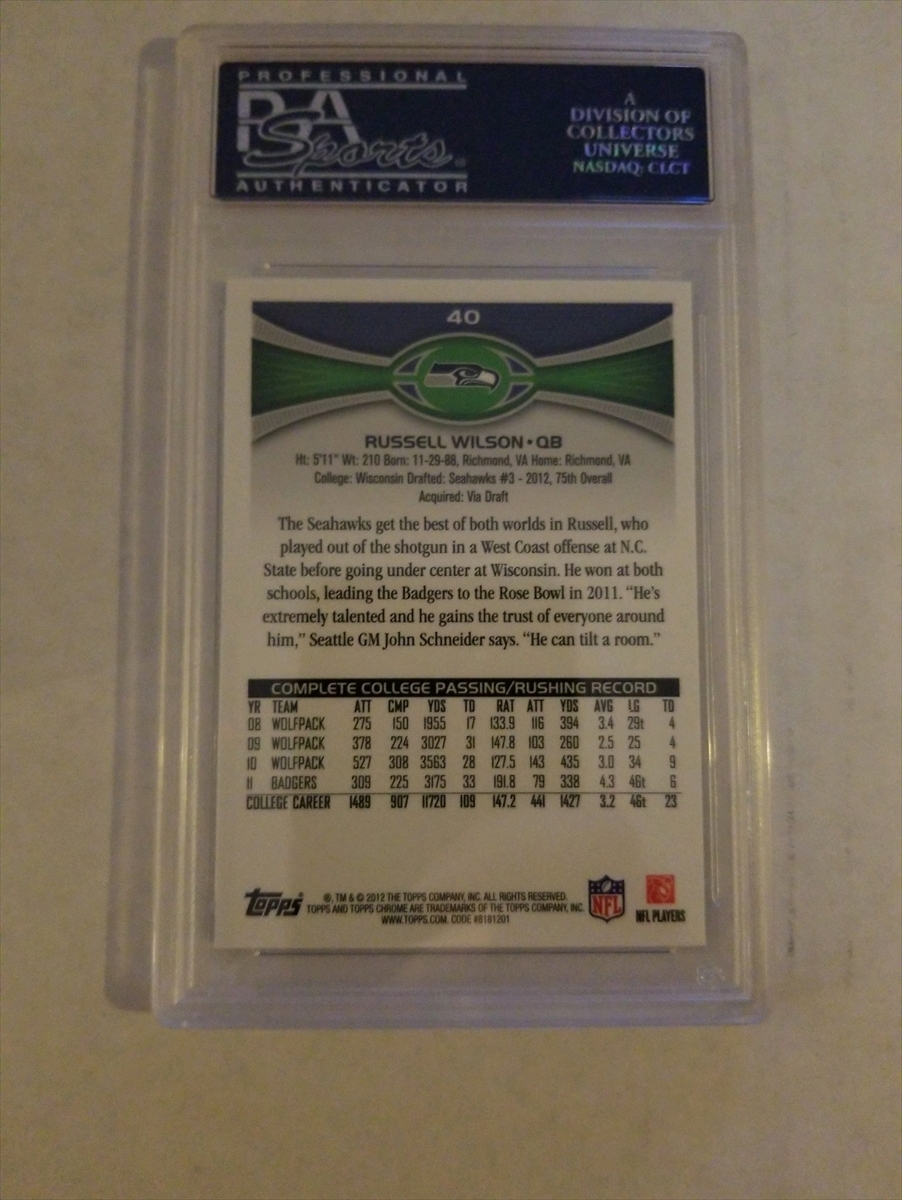 PROFESSIONAL
PSA
Sports
AUTHENTICATOR
A
DIVISION OF
COLLECTORS
UNIVERSE
NASDAQ: CLCT
40
RUSSELL WILSON • QB
Ht: 5'11" Wt: 210 Born: 11-29-88, Richmond, VA Home: Richmond, VA
College: Wisconsin Drafted: Seahawks #3 - 2012, 75th Overall
Acquired: Via Draft
The Seahawks get the best of both worlds in Russell, who
played out of the shotgun in a West Coast offense at N.C.
State before going under center at Wisconsin. He won at both
schools, leading the Badgers to the Rose Bowl in 2011. “He’s
extremely talented and he gains the trust of everyone around
him,” Seattle GM John Schneider says. “He can tilt a room.”
COMPLETE COLLEGE PASSING/RUSHING RECORD
YR TEAM ATT CMP YDS TD RAT ATT YDS AVG LG TD
08 WOLFPACK 275 150 1955 17 133.9 116 394 3.4 29t 4
09 WOLFPACK 378 224 3027 31 147.8 103 260 2.5 25 4
10 WOLFPACK 527 308 3563 28 127.5 143 435 3.0 34 9
11 BADGERS 309 225 3175 33 191.8 79 338 4.3 46t 6
COLLEGE CAREER 1489 907 11720 109 147.2 441 1427 3.2 46t 23
Topps
®, TM & © 2012 THE TOPPS COMPANY, INC. ALL RIGHTS RESERVED.
TOPPS AND TOPPS CHROME ARE TRADEMARKS OF THE TOPPS COMPANY, INC.
WWW.TOPPS.COM. CODE #8181201
NFL
NFL PLAYERS